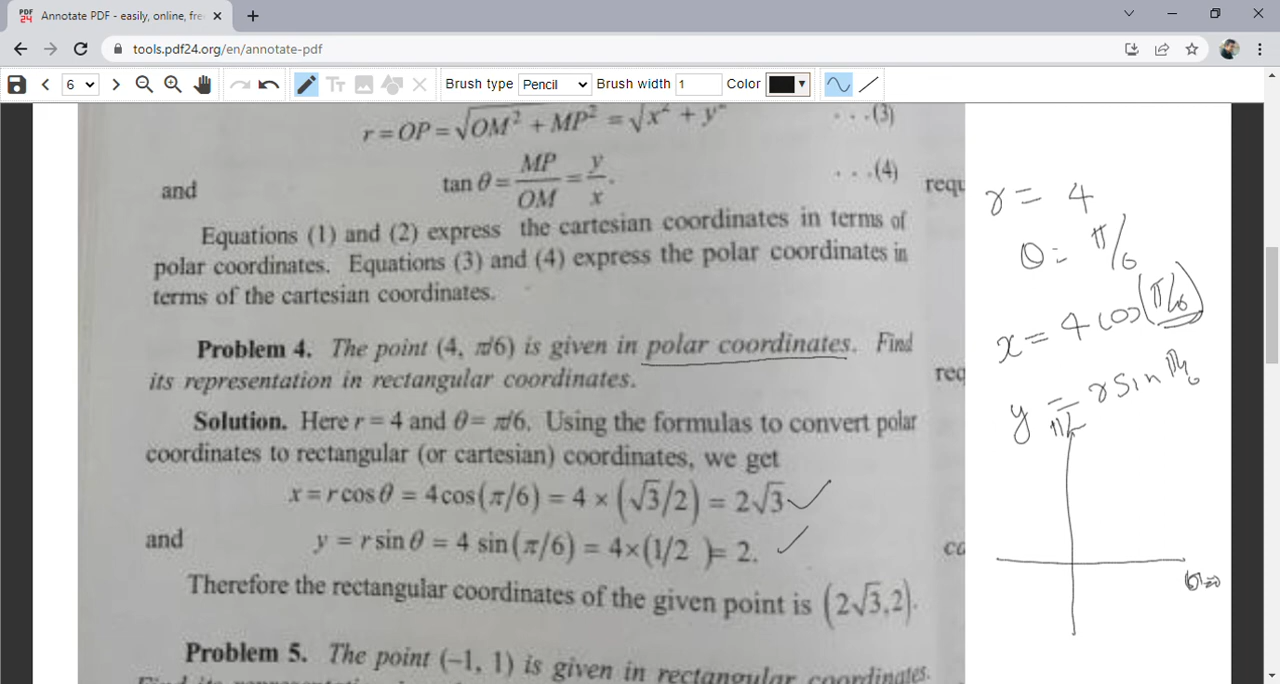 PDF 24
Annotate PDF - easily, online, fre
tools.pdf24.org/en/annotate-pdf
6 Brush type Pencil Brush width 1 Color
r = OP = √OM² + MP² = √x² + y² . . .(3)
and tan θ = MP/OM = y/x. . . .(4)
Equations (1) and (2) express the cartesian coordinates in terms of
polar coordinates. Equations (3) and (4) express the polar coordinates in
terms of the cartesian coordinates.
Problem 4. The point (4, π/6) is given in polar coordinates. Find
its representation in rectangular coordinates.
Solution. Here r = 4 and θ = π/6. Using the formulas to convert polar
coordinates to rectangular (or cartesian) coordinates, we get
x = r cos θ = 4 cos(π/6) = 4 × (√3/2) = 2√3
and y = r sin θ = 4 sin(π/6) = 4×(1/2) = 2.
Therefore the rectangular coordinates of the given point is (2√3,2).
Problem 5. The point (–1, 1) is given in rectangular coordinates.
requ
req
co
r = 4
θ = π/6
x = 4 cos(π/6)
y = r sin π/6